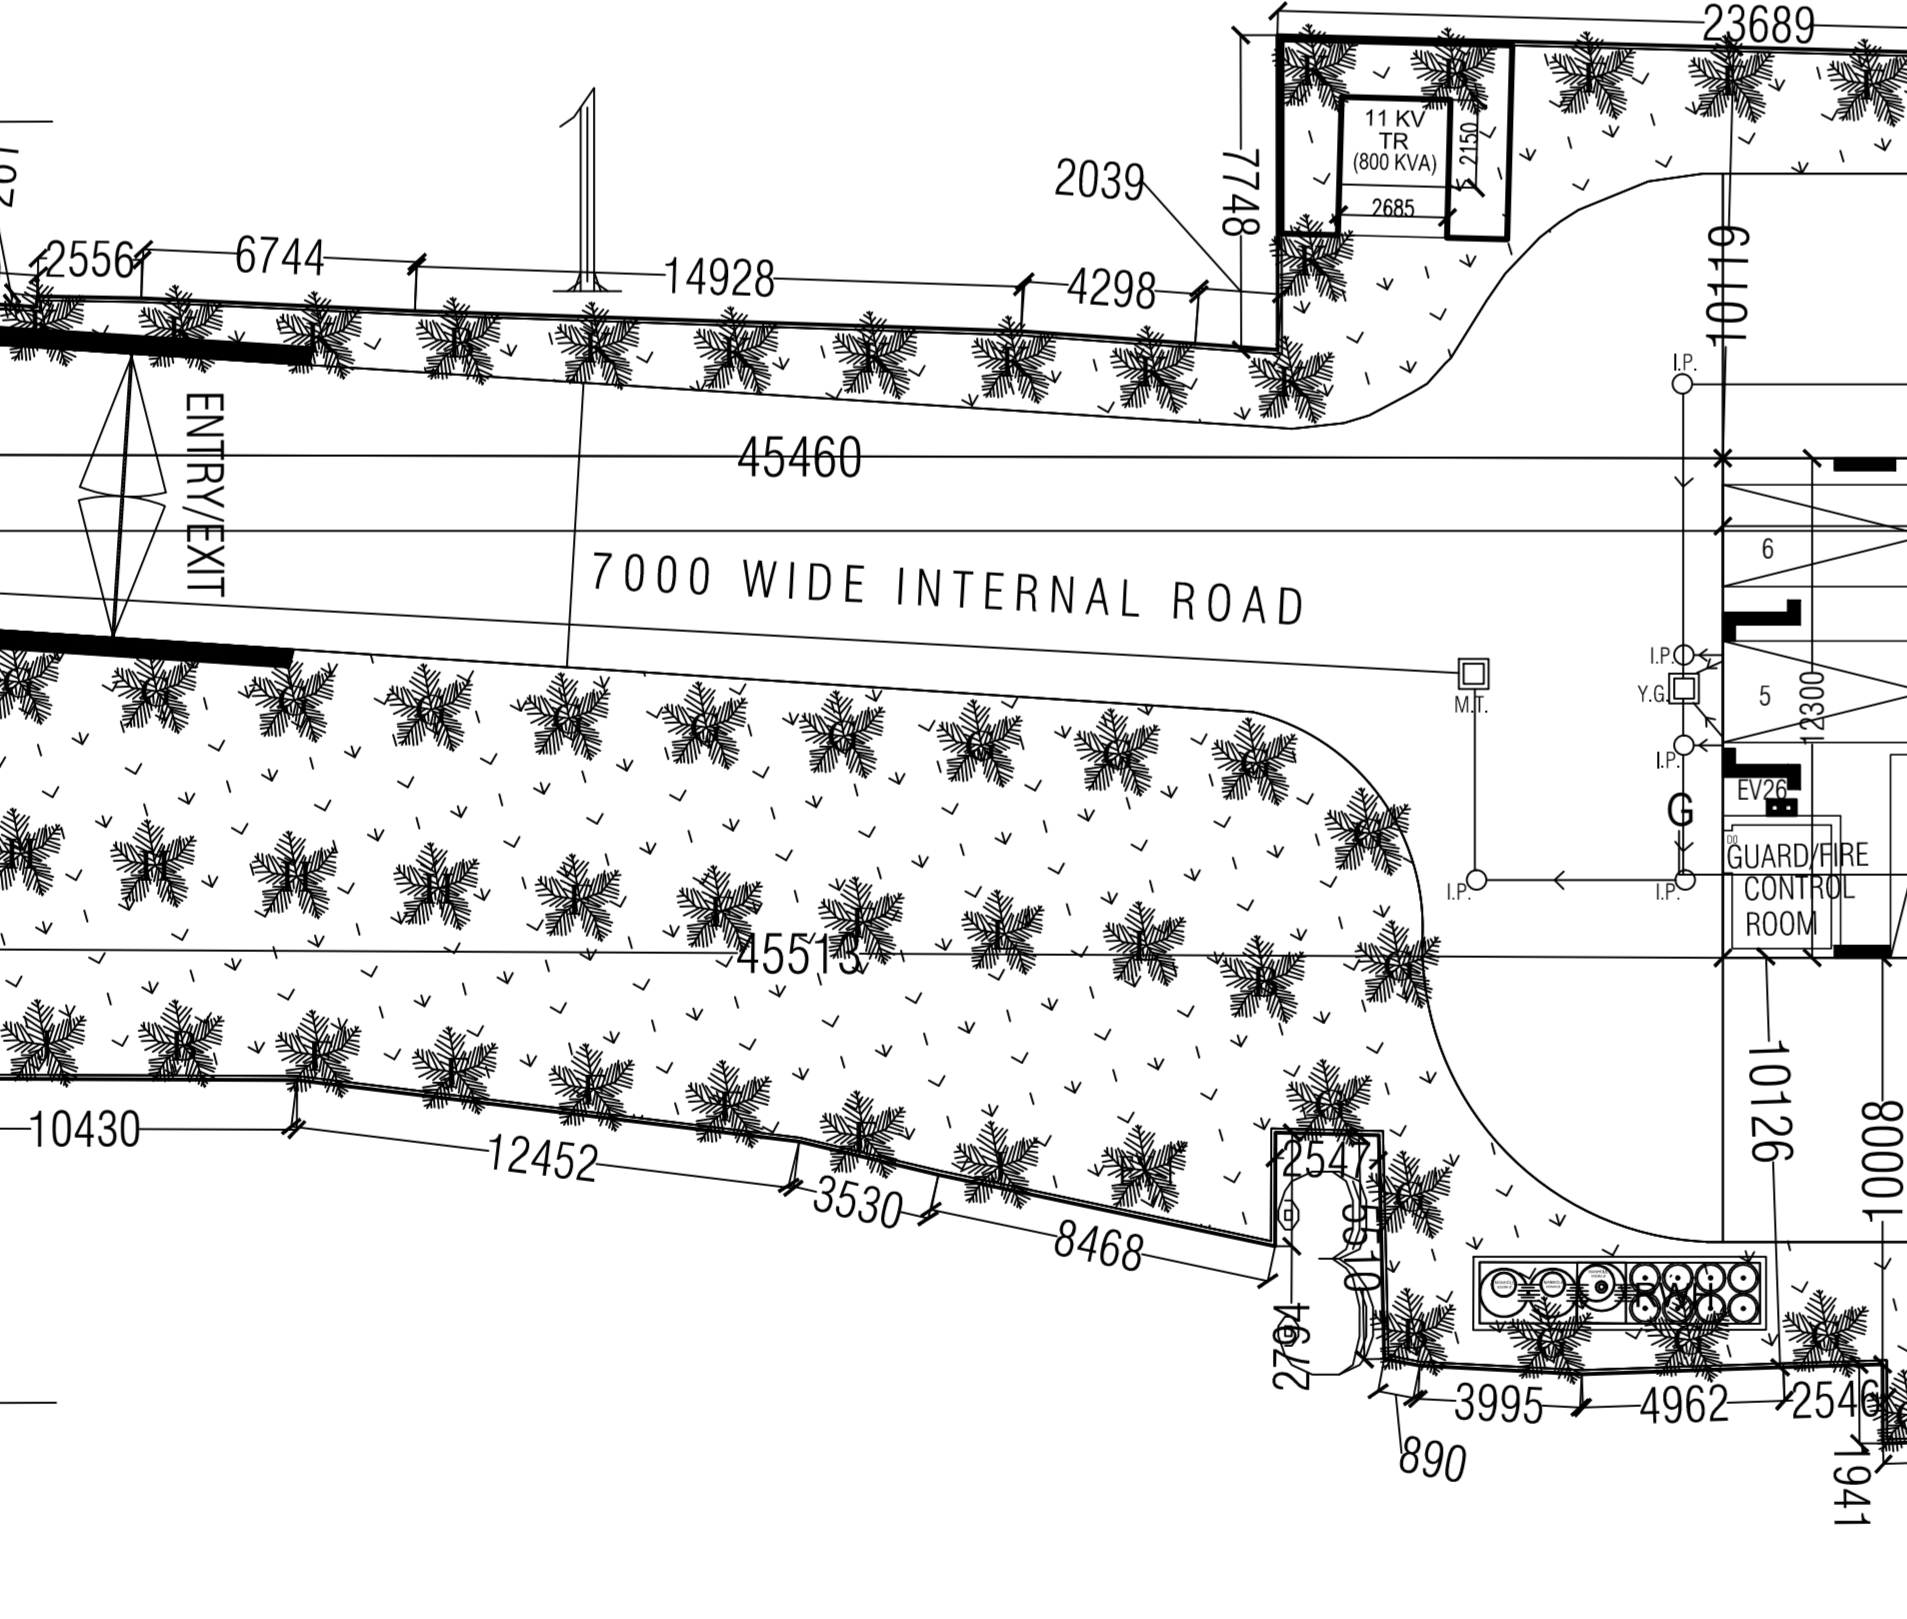 23689
11 KV
TR
(800 KVA)
2150
2685
7748
2039
2556
6744
14928
4298
10119
I.P.
ENTRY/EXIT
45460
7000 WIDE INTERNAL ROAD
6
I.P.
Y.G.
5
12300
M.T.
I.P.
EV26
G
GUARD/FIRE
CONTROL
ROOM
I.P.
I.P.
45513
10430
12452
3530
8468
2547
2794
10126
10008
3995
4962
2546
890
1941